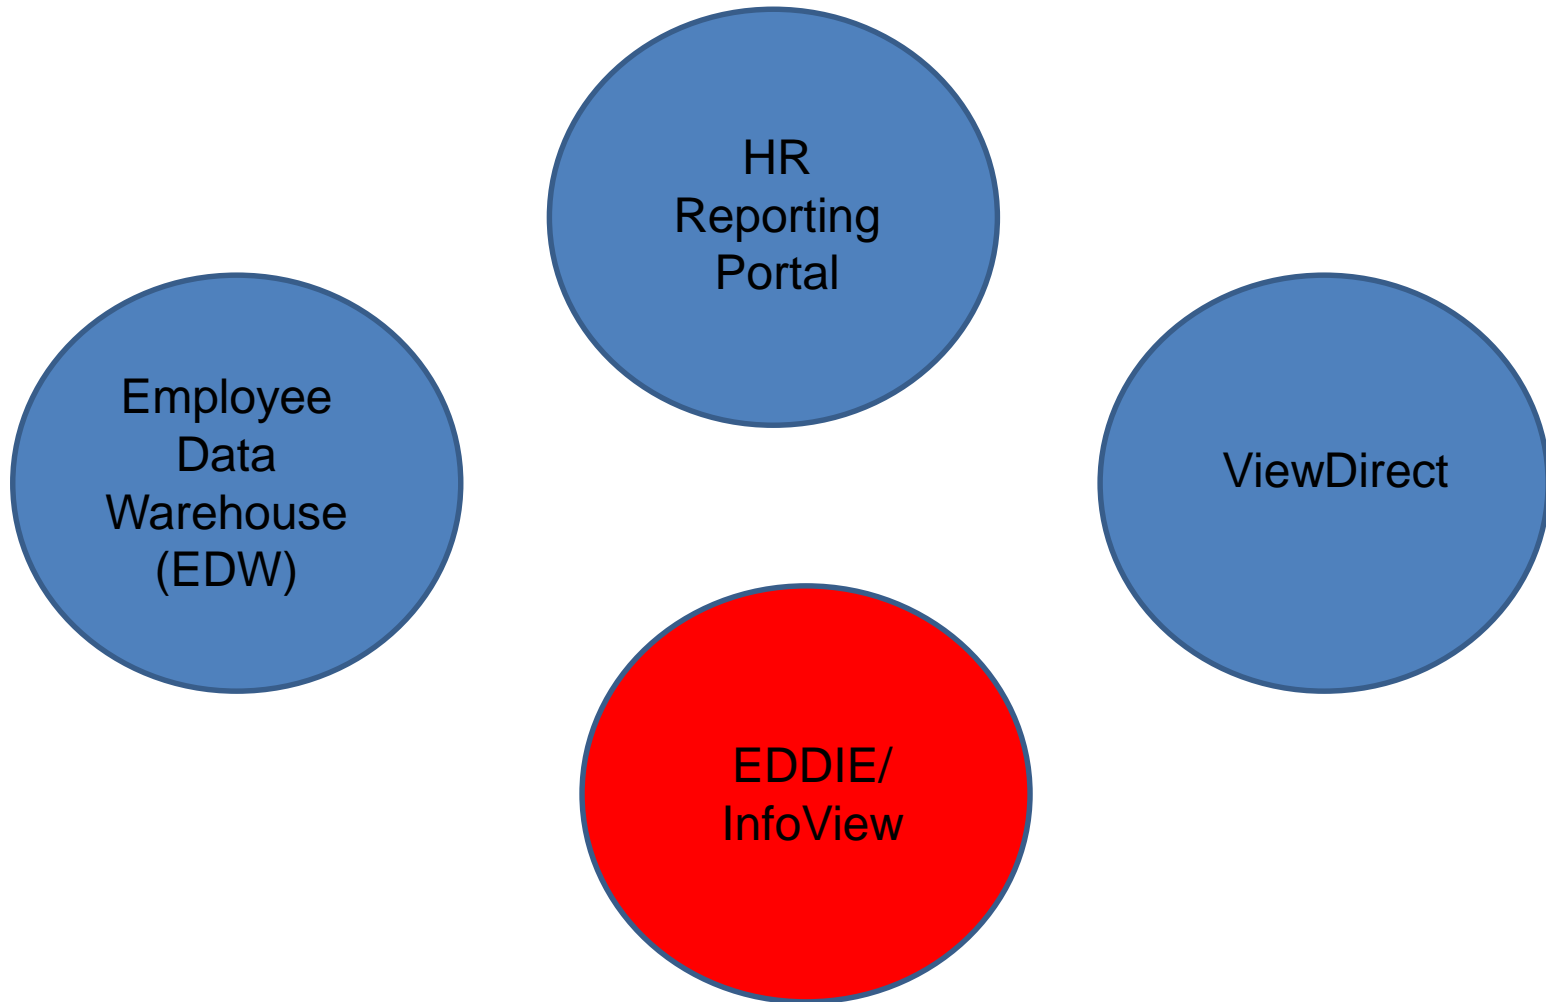 HR
Reporting
Portal
Employee
Data
Warehouse
(EDW)
ViewDirect
EDDIE/
InfoView